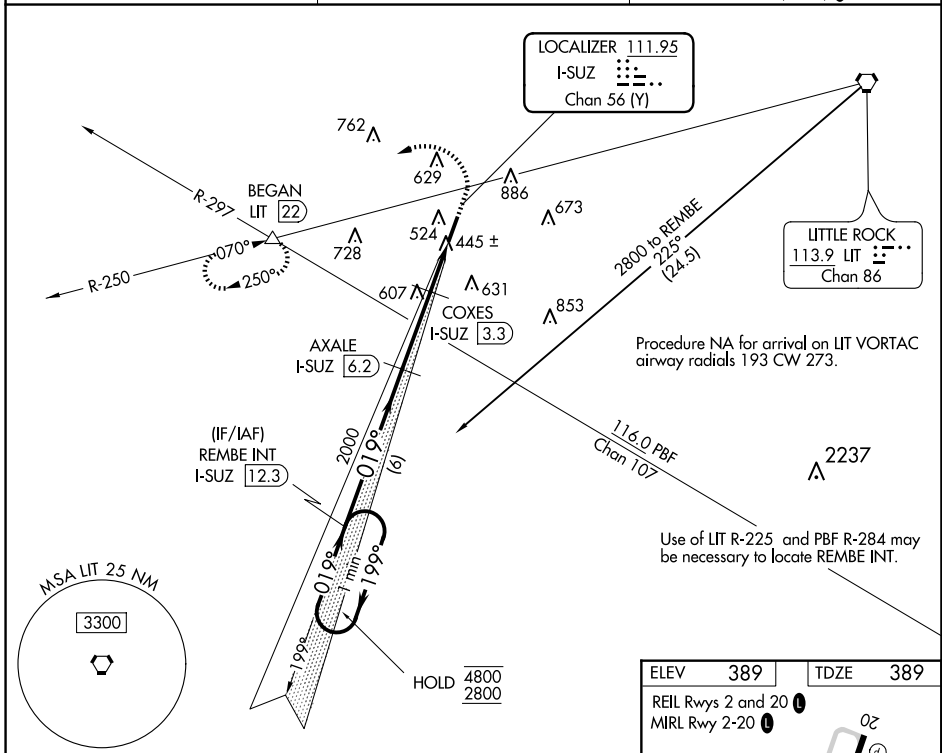 LOCALIZER 111.95
I-SUZ
Chan 56 (Y)
762
629
886
R-297
BEGAN
LIT 22
673
524
445 ±
728
070°
250°
R-250
2800 to REMBE
225°
(24.5)
LITTLE ROCK
113.9 LIT
Chan 86
607
631
COXES
I-SUZ 3.3
853
AXALE
I-SUZ 6.2
Procedure NA for arrival on LIT VORTAC
airway radials 193 CW 273.
(IF/IAF)
REMBE INT
I-SUZ 12.3
2000
019°
(6)
116.0 PBF
Chan 107
2237
Use of LIT R-225 and PBF R-284 may
be necessary to locate REMBE INT.
019°
1 min
199°
MSA LIT 25 NM
3300
199°
HOLD 4800
2800
ELEV 389
TDZE 389
REIL Rwys 2 and 20 L
MIRL Rwy 2-20 L
20
P